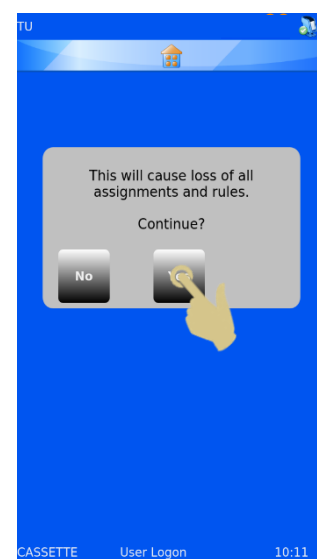 TU
This will cause loss of all
assignments and rules.
Continue?
No
CASSETTE User Logon 10:11